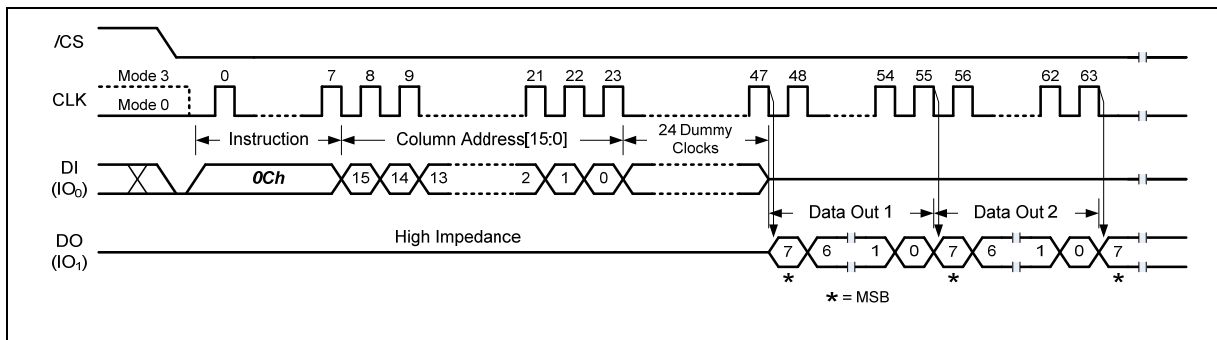 /CS
Mode 3 0 7 8 9 21 22 23 47 48 54 55 56 62 63
CLK
Mode 0
Instruction Column Address[15:0] 24 Dummy
Clocks
DI
(IO0)
0Ch 15 14 13 2 1 0
Data Out 1 Data Out 2
High Impedance
DO
(IO1)
7 6 1 0 7 6 1 0 7
* * *
* = MSB